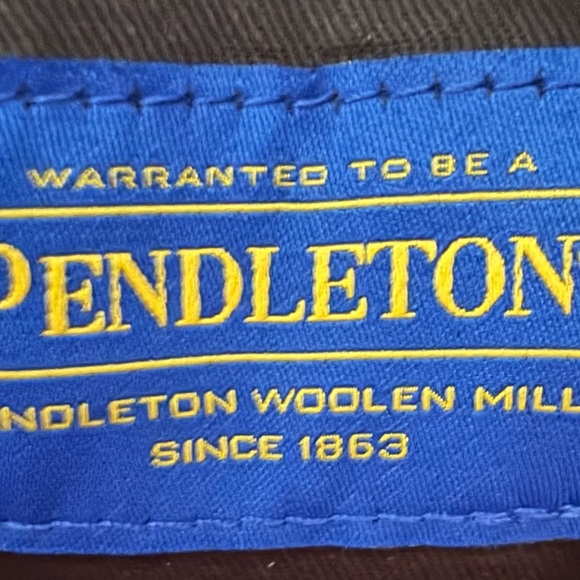 WARRANTED TO BE A
PENDLETON
NDLETON WOOLEN MILL
SINCE 1863